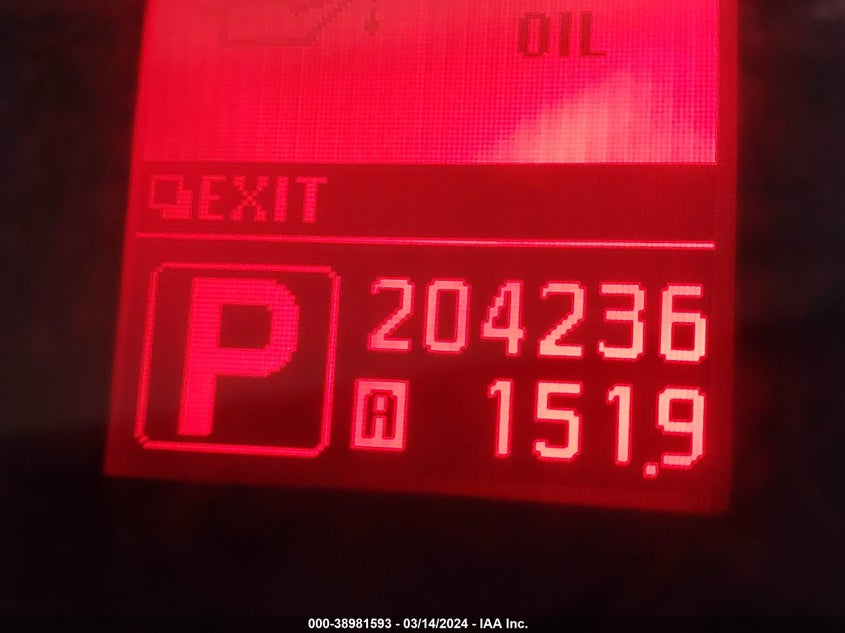 OIL
EXIT
P
204236
A 151.9
000-38981593 - 03/14/2024 - IAA Inc.